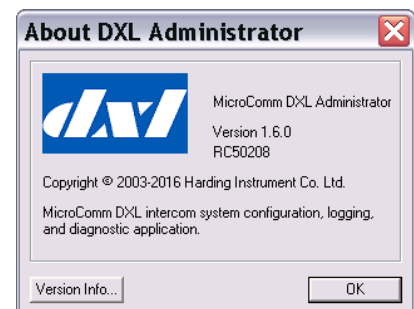 About DXL Administrator
dxl
MicroComm DXL Administrator
Version 1.6.0
RC50208
Copyright © 2003-2016 Harding Instrument Co. Ltd.
MicroComm DXL intercom system configuration, logging,
and diagnostic application.
Version Info...
OK